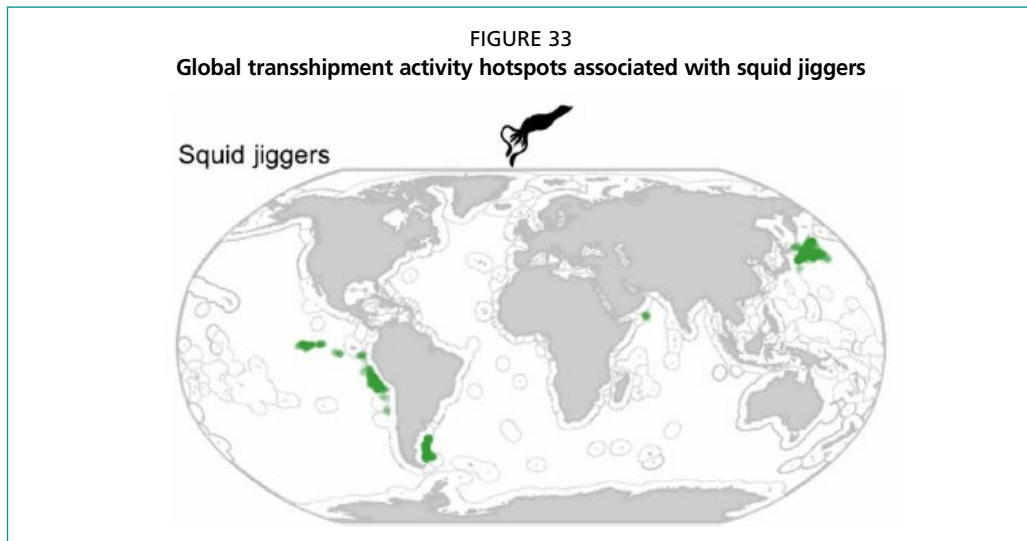 FIGURE 33
Global transshipment activity hotspots associated with squid jiggers
Squid jiggers